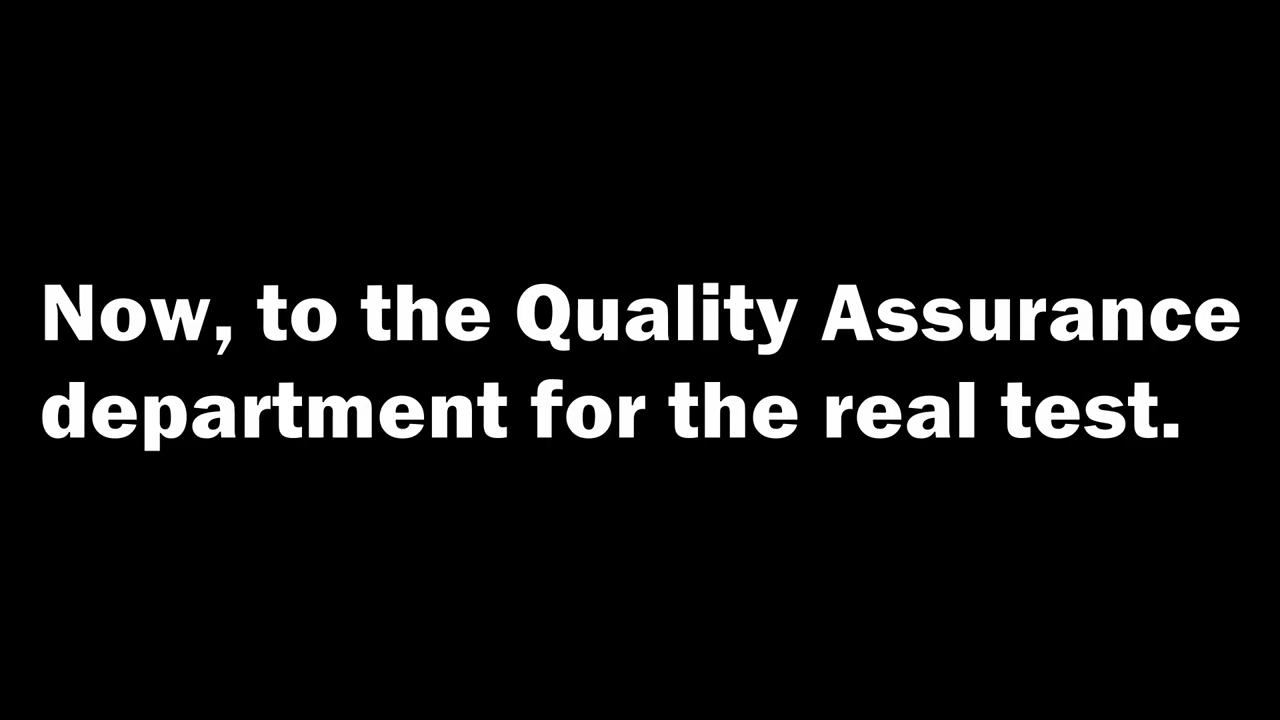 Now, to the Quality Assurance
department for the real test.